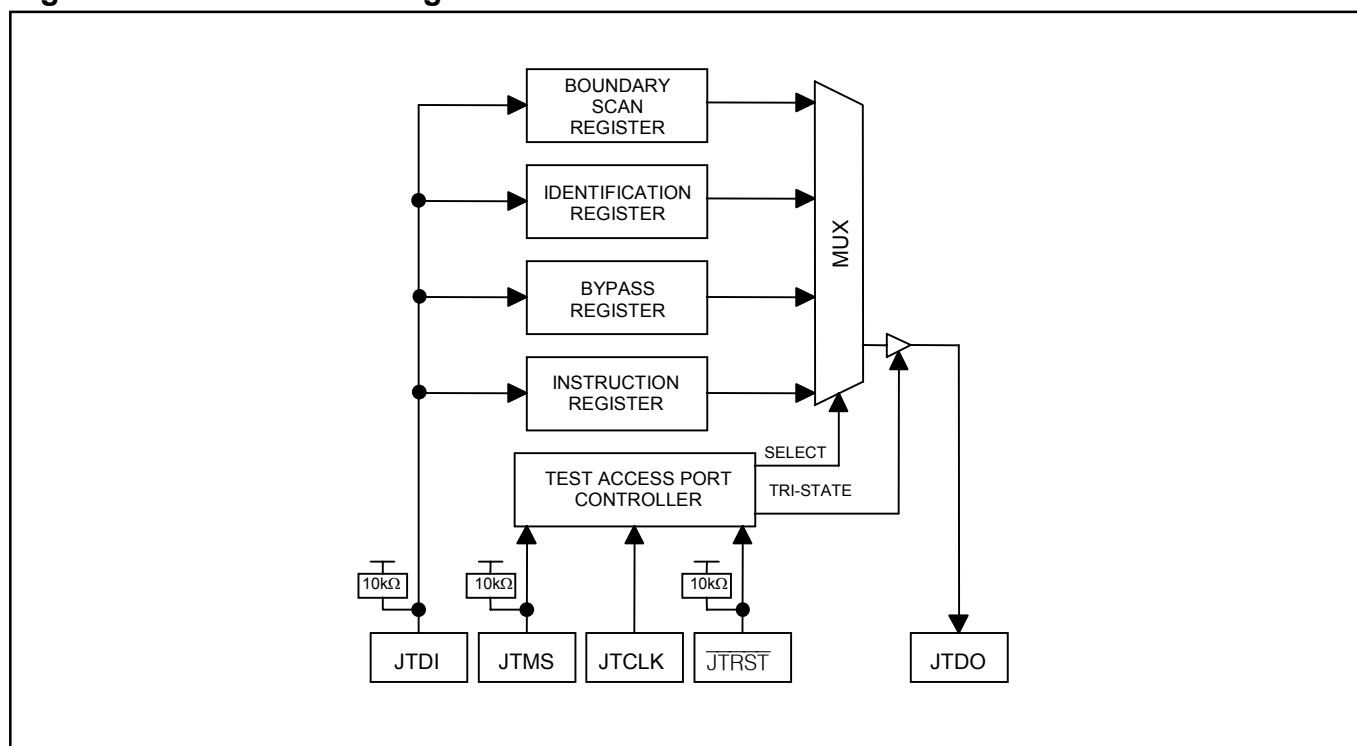 BOUNDARY
SCAN
REGISTER
IDENTIFICATION
REGISTER
BYPASS
REGISTER
INSTRUCTION
REGISTER
MUX
SELECT
TEST ACCESS PORT
CONTROLLER
TRI-STATE
10kΩ
10kΩ
10kΩ
JTDI
JTMS
JTCLK
JTRST
JTDO